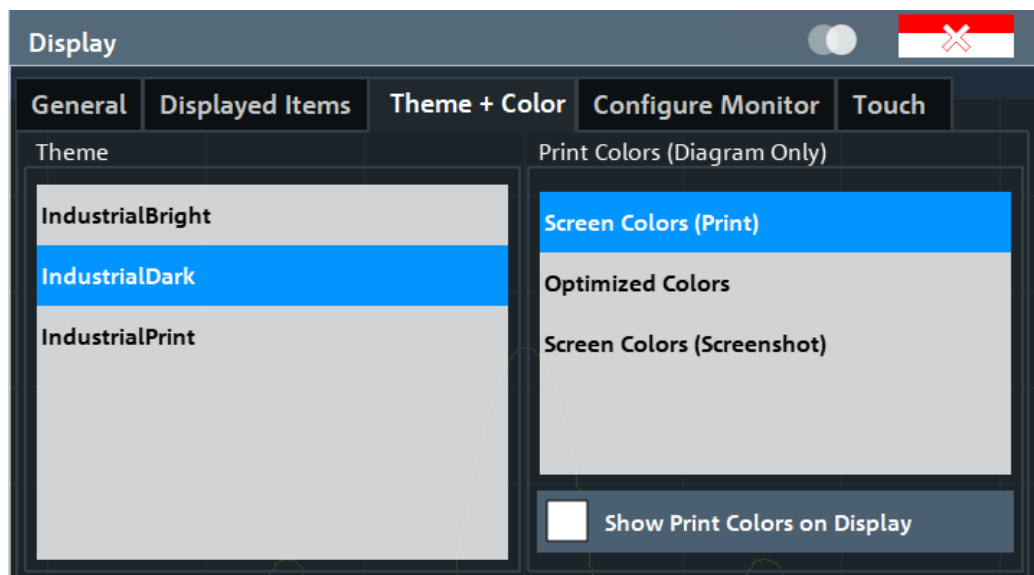 Display
General
Displayed Items
Theme + Color
Configure Monitor
Touch
Theme
IndustrialBright
IndustrialDark
IndustrialPrint
Print Colors (Diagram Only)
Screen Colors (Print)
Optimized Colors
Screen Colors (Screenshot)
Show Print Colors on Display